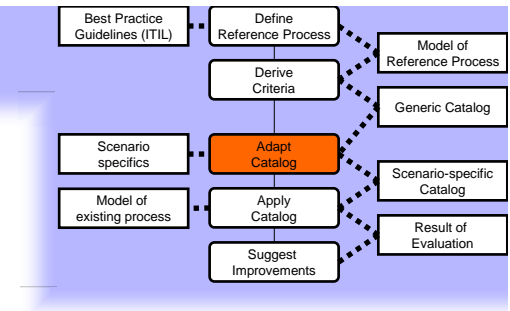 Best Practice
Guidelines (ITIL)
Define
Reference Process
Model of
Reference Process
Derive
Criteria
Generic Catalog
Scenario
specifics
Adapt
Catalog
Scenario-specific
Catalog
Model of
existing process
Apply
Catalog
Result of
Evaluation
Suggest
Improvements